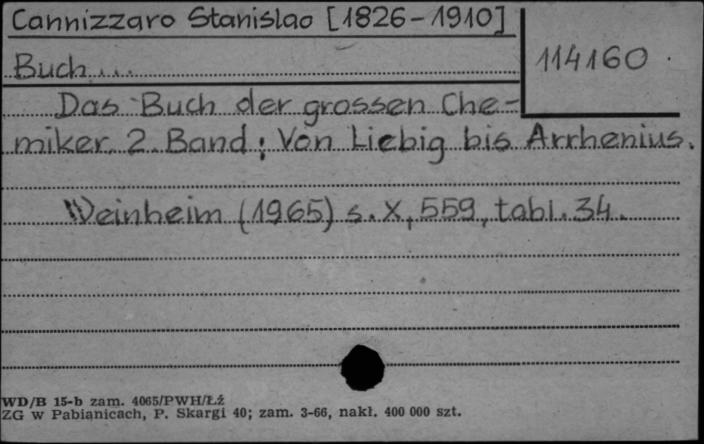 Cannizzaro Stanislao [1826-1910]
114160
Buch...
Das Buch der grossen Che-
miker. 2. Band: Von Liebig bis Arrhenius.
Weinheim (1965) s. X, 559, tabl. 34.
WD/B 15-b zam. 4065/PWH/Łź
ZG w Pabianicach, P. Skargi 40; zam. 3-66, nakł. 400 000 szt.